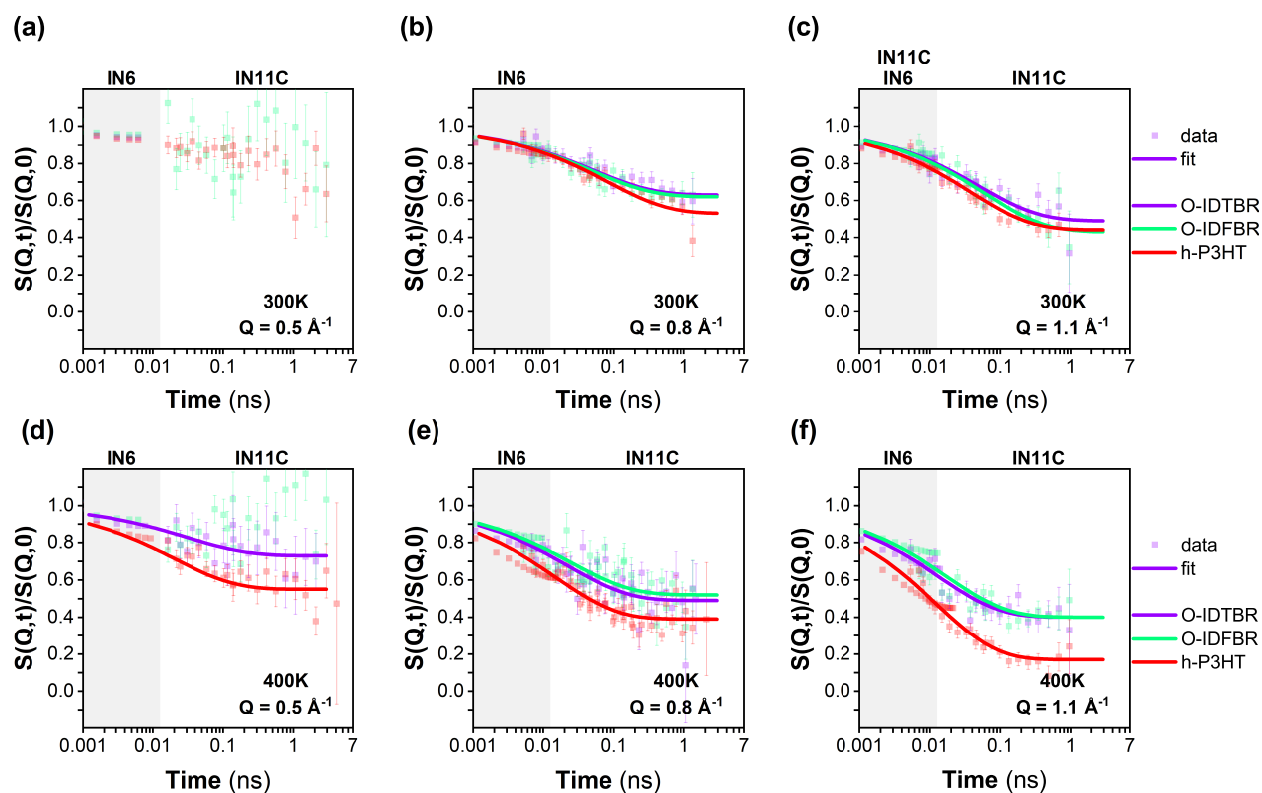 (a)
(b)
(c)
IN6
IN11C
IN6
IN11C
IN6
IN11C
S(Q,t)/S(Q,0)
1.0
0.8
0.6
0.4
0.2
0.0
300K
Q = 0.5 Å-1
0.001
0.01
0.1
1
7
Time (ns)
S(Q,t)/S(Q,0)
1.0
0.8
0.6
0.4
0.2
0.0
300K
Q = 0.8 Å-1
0.001
0.01
0.1
1
7
Time (ns)
S(Q,t)/S(Q,0)
1.0
0.8
0.6
0.4
0.2
0.0
300K
Q = 1.1 Å-1
0.001
0.01
0.1
1
7
Time (ns)
data
fit
O-IDTBR
O-IDFBR
h-P3HT
(d)
(e)
(f)
IN6
IN11C
IN6
IN11C
IN6
IN11C
S(Q,t)/S(Q,0)
1.0
0.8
0.6
0.4
0.2
0.0
400K
Q = 0.5 Å-1
0.001
0.01
0.1
1
7
Time (ns)
S(Q,t)/S(Q,0)
1.0
0.8
0.6
0.4
0.2
0.0
400K
Q = 0.8 Å-1
0.001
0.01
0.1
1
7
Time (ns)
S(Q,t)/S(Q,0)
1.0
0.8
0.6
0.4
0.2
0.0
400K
Q = 1.1 Å-1
0.001
0.01
0.1
1
7
Time (ns)
data
fit
O-IDTBR
O-IDFBR
h-P3HT